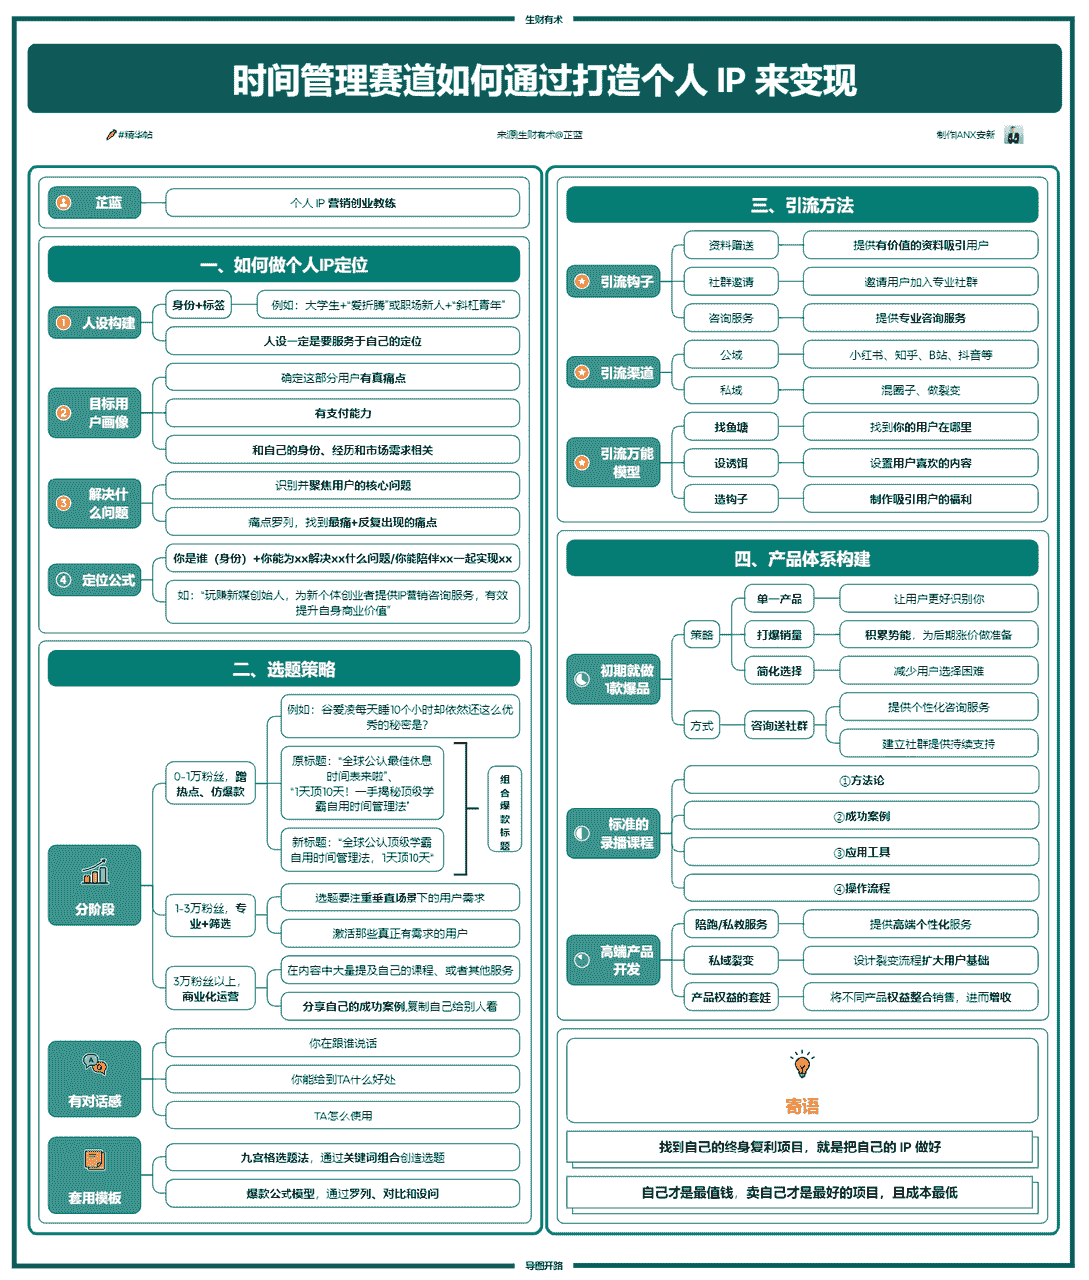 生财有术
时间管理赛道如何通过打造个人 IP 来变现
#精华帖
来源|生财有术@芷蓝
制作|ANX安新
芷蓝
个人 IP 营销创业教练
一、如何做个人IP定位
① 人设构建
身份+标签
例如：大学生+“爱折腾”或职场新人+“斜杠青年”
人设一定是要服务于自己的定位
② 目标用
户画像
确定这部分用户有真痛点
有支付能力
和自己的身份、经历和市场需求相关
③ 解决什
么问题
识别并聚焦用户的核心问题
痛点罗列，找到最痛+反复出现的痛点
④ 定位公式
你是谁（身份）+你能为xx解决xx什么问题/你能陪伴xx一起实现xx
如：“玩赚新媒创始人，为新个体创业者提供IP营销咨询服务，有效
提升自身商业价值”
二、选题策略
分阶段
0-1万粉丝，蹭
热点、仿爆款
例如：谷爱凌每天睡10个小时却依然还这么优
秀的秘密是？
原标题：“全球公认最佳休息
时间表来啦”、
“1天顶10天！一手揭秘顶级学
霸自用时间管理法’
新标题：“全球公认顶级学霸
自用时间管理法，1天顶10天”
组
合
爆
款
标
题
1-3万粉丝，专
业+筛选
选题要注重垂直场景下的用户需求
激活那些真正有需求的用户
3万粉丝以上，
商业化运营
在内容中大量提及自己的课程、或者其他服务
分享自己的成功案例,复制自己给别人看
有对话感
你在跟谁说话
你能给到TA什么好处
TA怎么使用
套用模板
九宫格选题法，通过关键词组合创造选题
爆款公式模型，通过罗列、对比和设问
三、引流方法
引流钩子
资料赠送
提供有价值的资料吸引用户
社群邀请
邀请用户加入专业社群
咨询服务
提供专业咨询服务
引流渠道
公域
小红书、知乎、B站、抖音等
私域
混圈子、做裂变
引流万能
模型
找鱼塘
找到你的用户在哪里
设诱饵
设置用户喜欢的内容
造钩子
制作吸引用户的福利
四、产品体系构建
初期就做
1款爆品
策略
单一产品
让用户更好识别你
打爆销量
积累势能，为后期涨价做准备
简化选择
减少用户选择困难
方式
咨询送社群
提供个性化咨询服务
建立社群提供持续支持
标准的
录播课程
①方法论
②成功案例
③应用工具
④操作流程
高端产品
开发
陪跑/私教服务
提供高端个性化服务
私域裂变
设计裂变流程扩大用户基础
产品权益的套娃
将不同产品权益整合销售，进而增收
寄语
找到自己的终身复利项目，就是把自己的 IP 做好
自己才是最值钱，卖自己才是最好的项目，且成本最低
导图开路